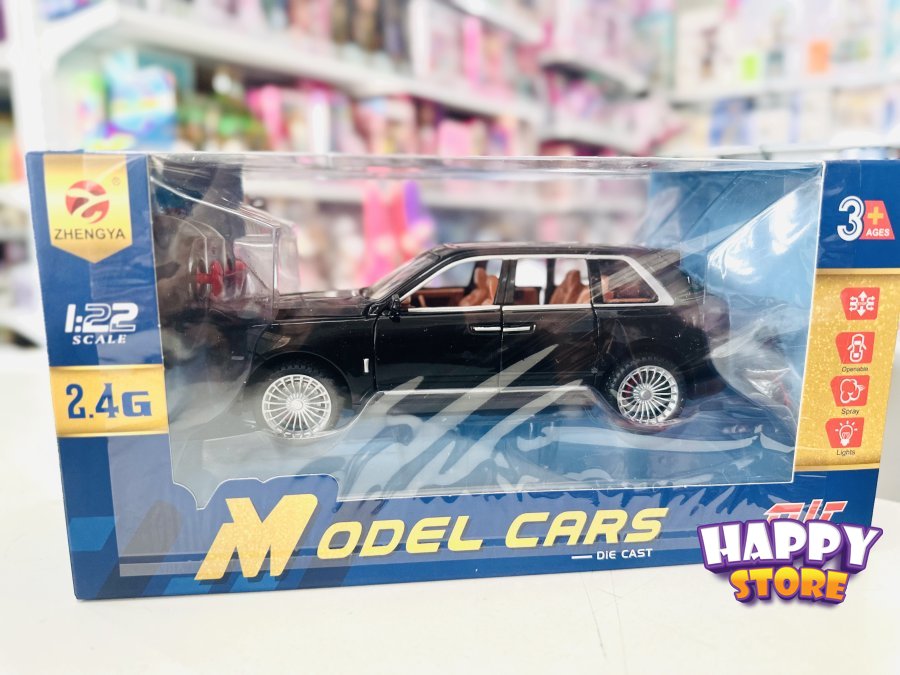 ZHENGYA
®
1:22
SCALE
2.4G
3+
AGES
Openable
Spray
Lights
MODEL CARS
DIE CAST
HAPPY
STORE